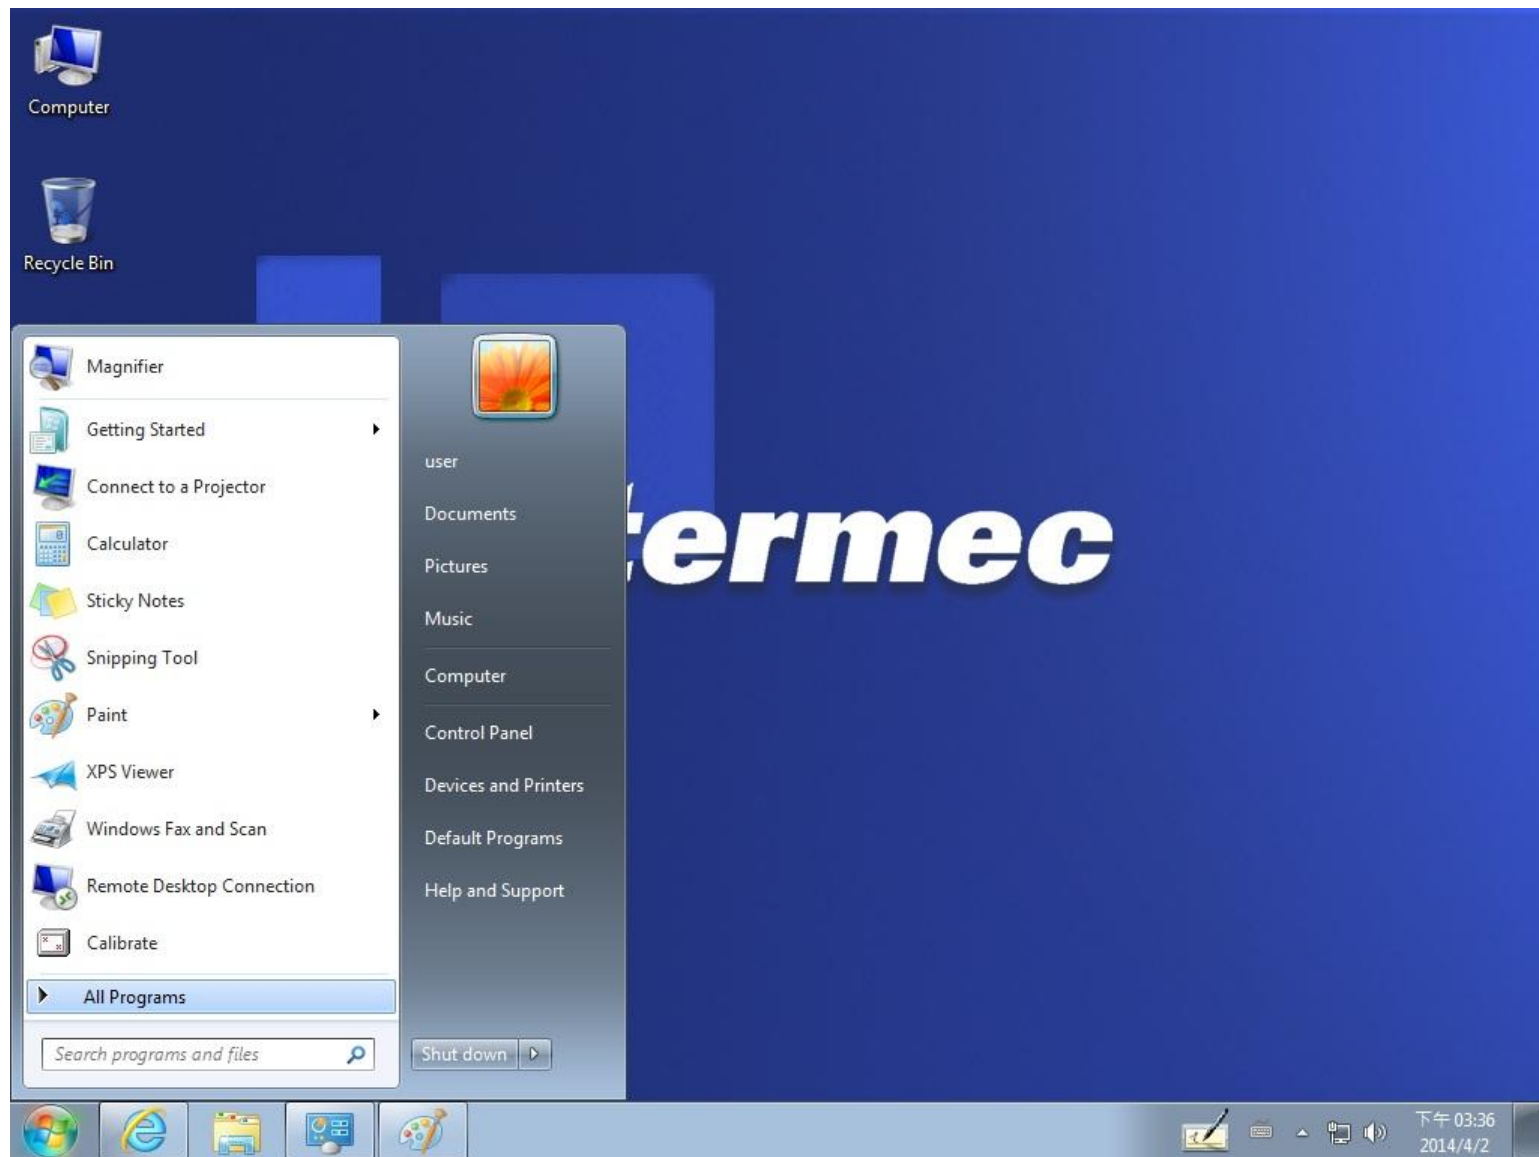 Computer
Recycle Bin
Magnifier
Getting Started
Connect to a Projector
Calculator
Sticky Notes
Snipping Tool
Paint
XPS Viewer
Windows Fax and Scan
Remote Desktop Connection
Calibrate
All Programs
Search programs and files
user
Documents
Pictures
Music
Computer
Control Panel
Devices and Printers
Default Programs
Help and Support
Shut down
termec
下午 03:36
2014/4/2